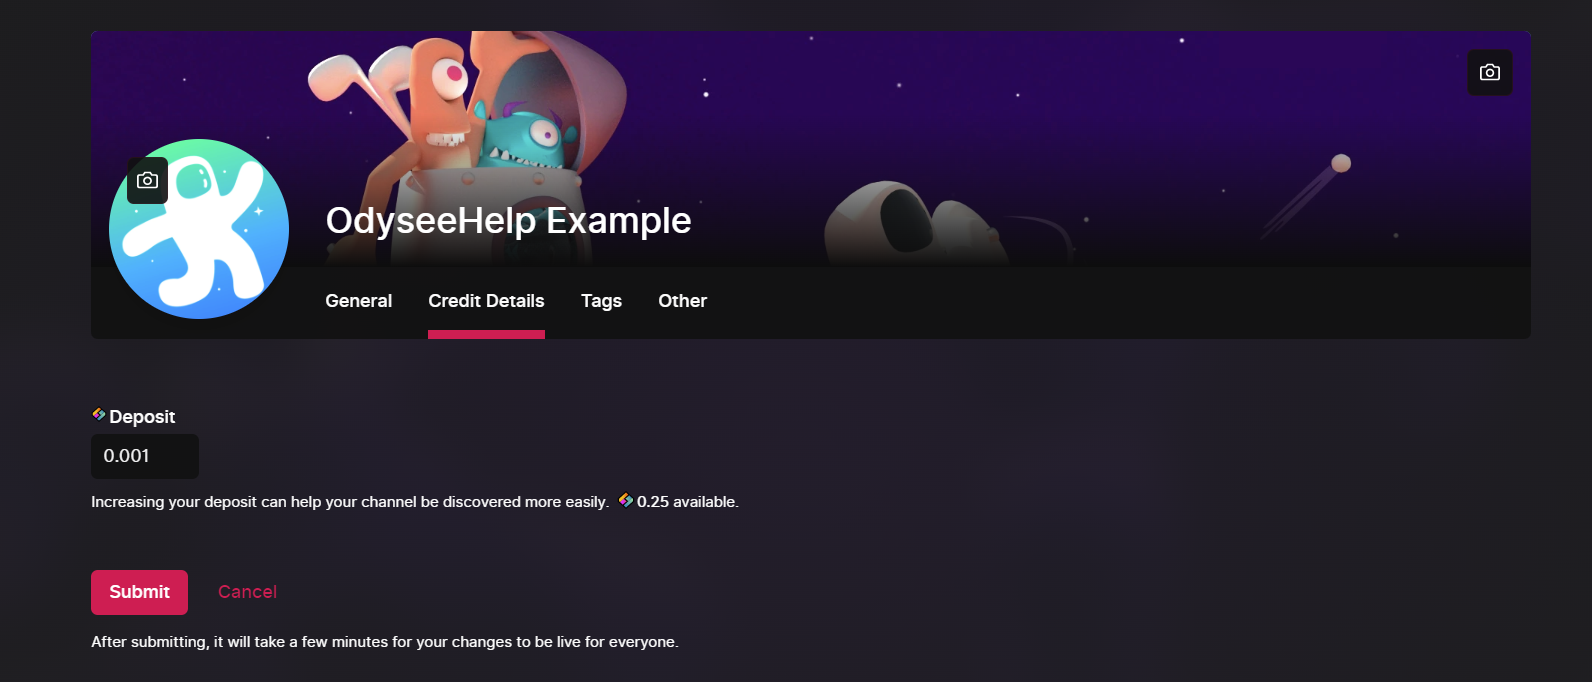 OdyseeHelp Example
General Credit Details Tags Other
Deposit
0.001
Increasing your deposit can help your channel be discovered more easily. 0.25 available.
Submit Cancel
After submitting, it will take a few minutes for your changes to be live for everyone.